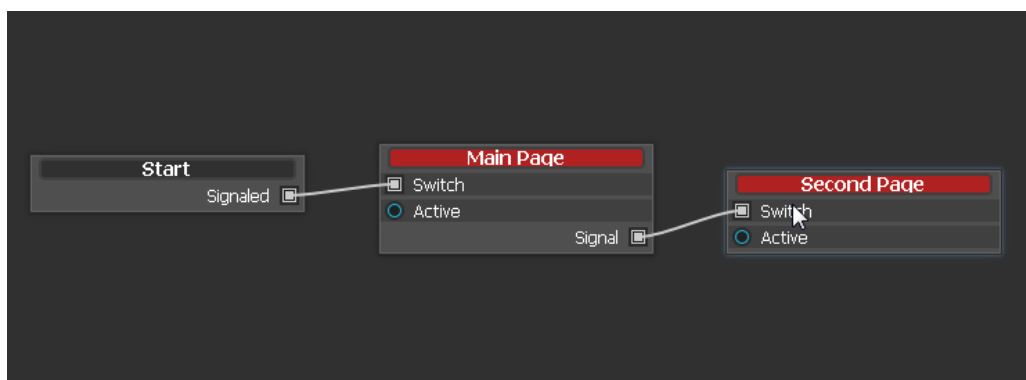 Start
Signaled
Main Page
Switch
Active
Signal
Second Page
Switch
Active